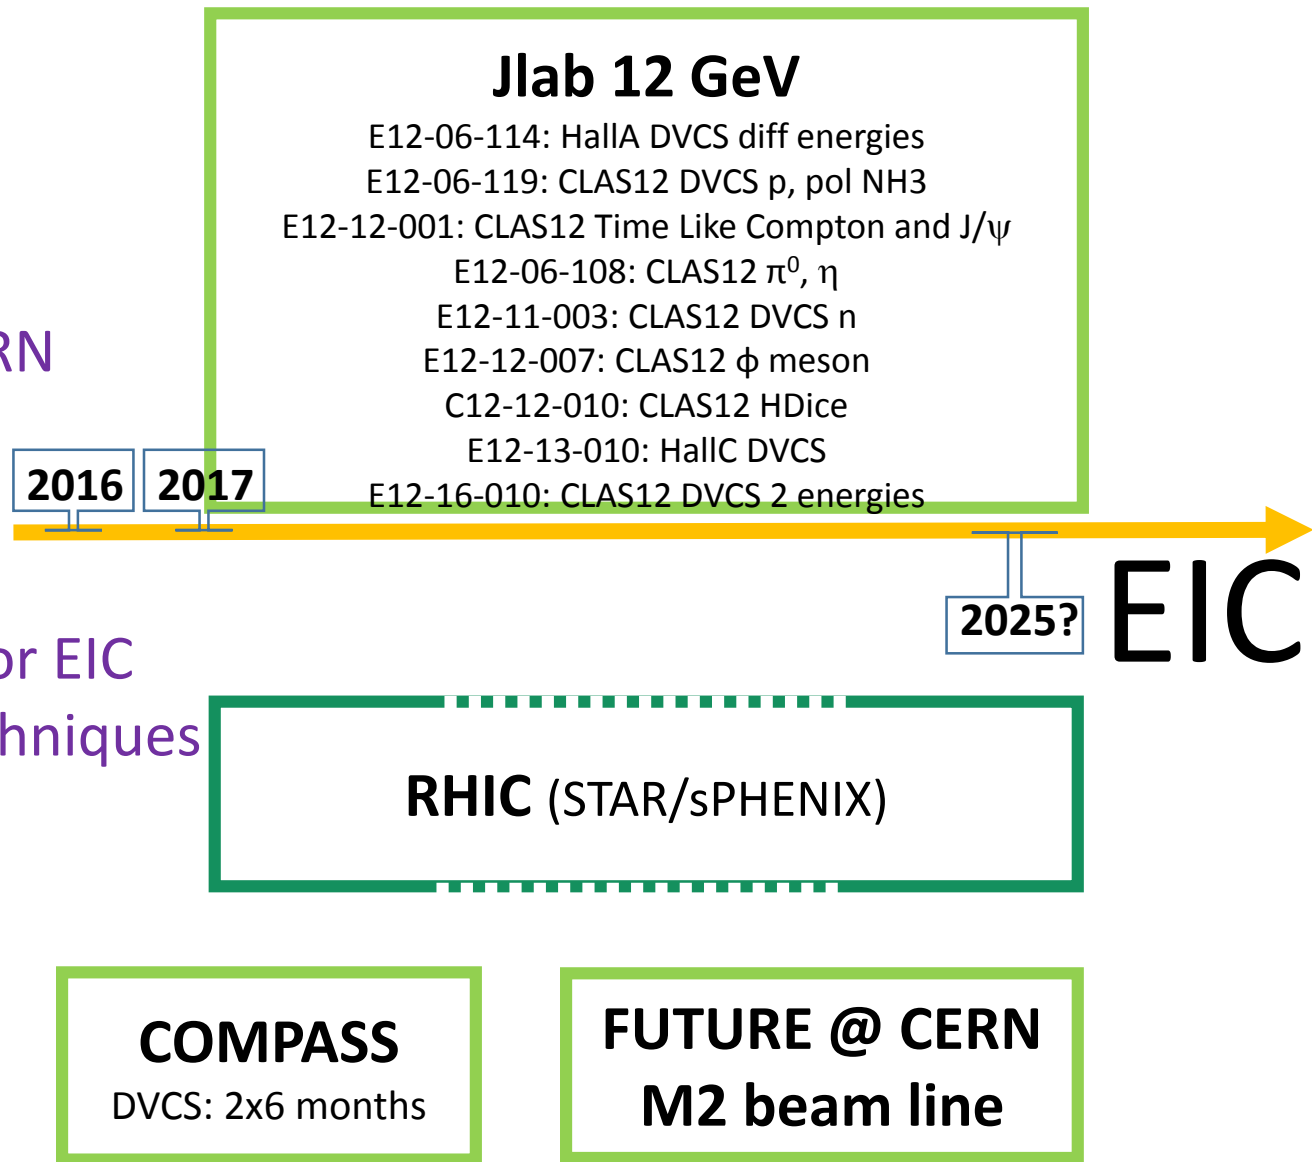 Jlab 12 GeV
E12-06-114: HallA DVCS diff energies
E12-06-119: CLAS12 DVCS p, pol NH3
E12-12-001: CLAS12 Time Like Compton and J/ψ
E12-06-108: CLAS12 π⁰, η
E12-11-003: CLAS12 DVCS n
E12-12-007: CLAS12 ϕ meson
C12-12-010: CLAS12 HDice
E12-13-010: HallC DVCS
E12-16-010: CLAS12 DVCS 2 energies
RN
2016 2017
2025?
EIC
or EIC
hniques
RHIC (STAR/sPHENIX)
COMPASS
DVCS: 2x6 months
FUTURE @ CERN
M2 beam line